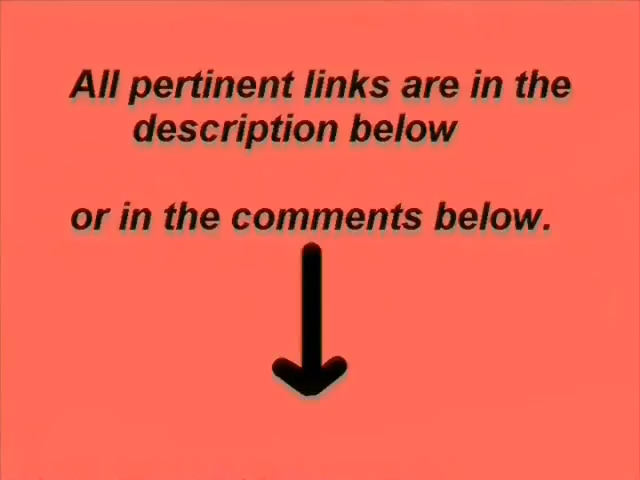 All pertinent links are in the
description below
or in the comments below.